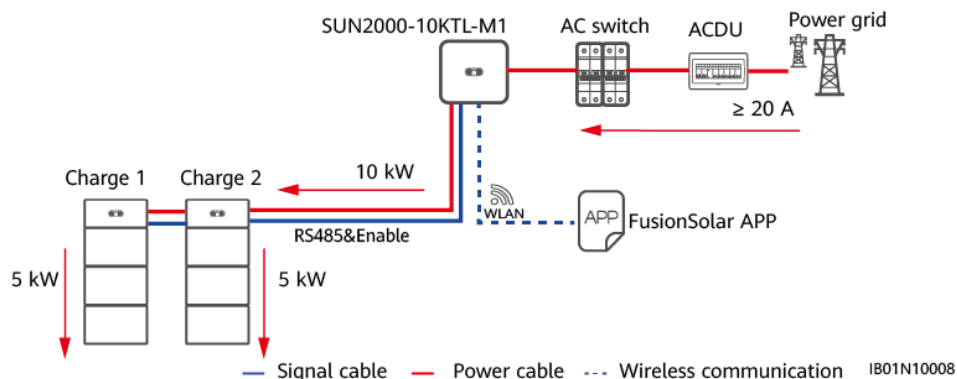 SUN2000-10KTL-M1
AC switch
ACDU
Power grid
≥ 20 A
10 kW
Charge 1
Charge 2
WLAN
APP
FusionSolar APP
RS485&Enable
5 kW
5 kW
Signal cable
Power cable
Wireless communication
IB01N10008